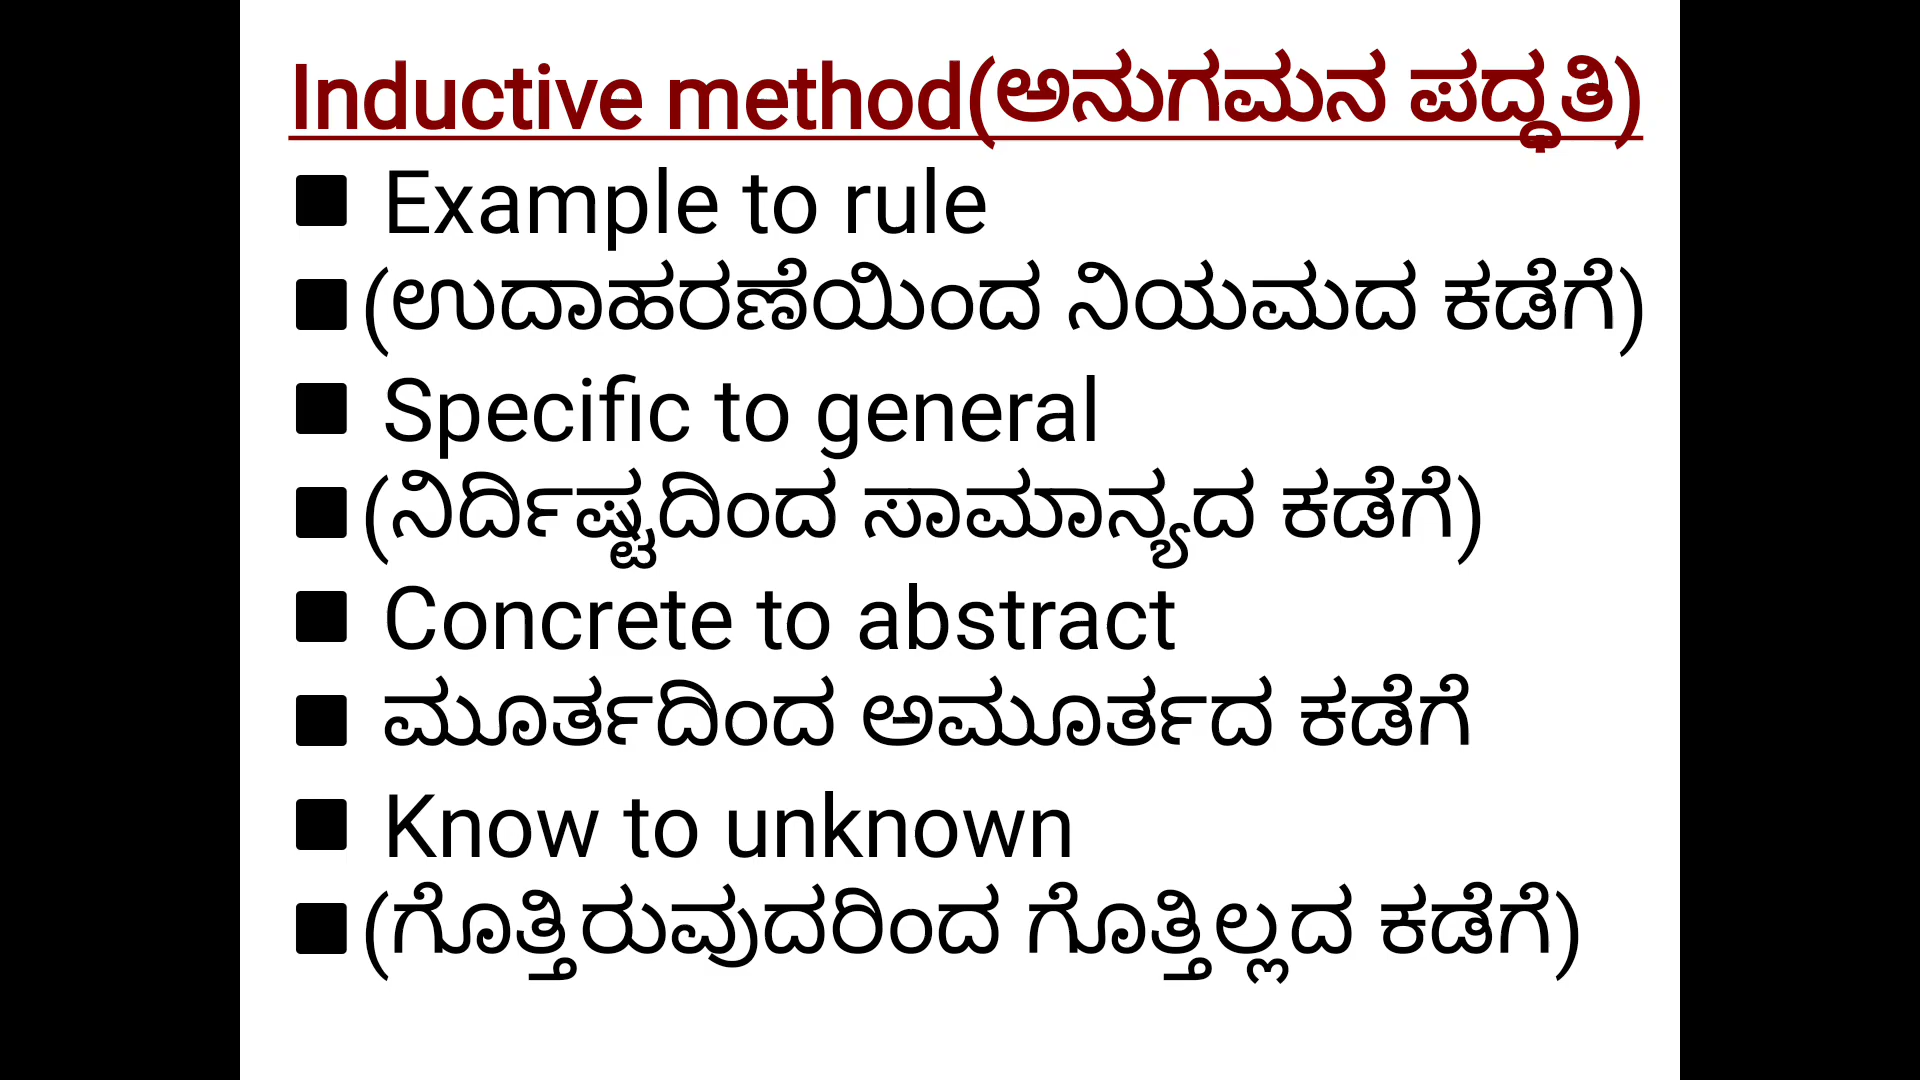 Inductive method(ಅನುಗಮನ ಪದ್ಧತಿ)
■ Example to rule
■(ಉದಾಹರಣೆಯಿಂದ ನಿಯಮದ ಕಡೆಗೆ)
■ Specific to general
■(ನಿರ್ದಿಷ್ಟದಿಂದ ಸಾಮಾನ್ಯದ ಕಡೆಗೆ)
■ Concrete to abstract
■ ಮೂರ್ತದಿಂದ ಅಮೂರ್ತದ ಕಡೆಗೆ
■ Know to unknown
■(ಗೊತ್ತಿರುವುದರಿಂದ ಗೊತ್ತಿಲ್ಲದ ಕಡೆಗೆ)